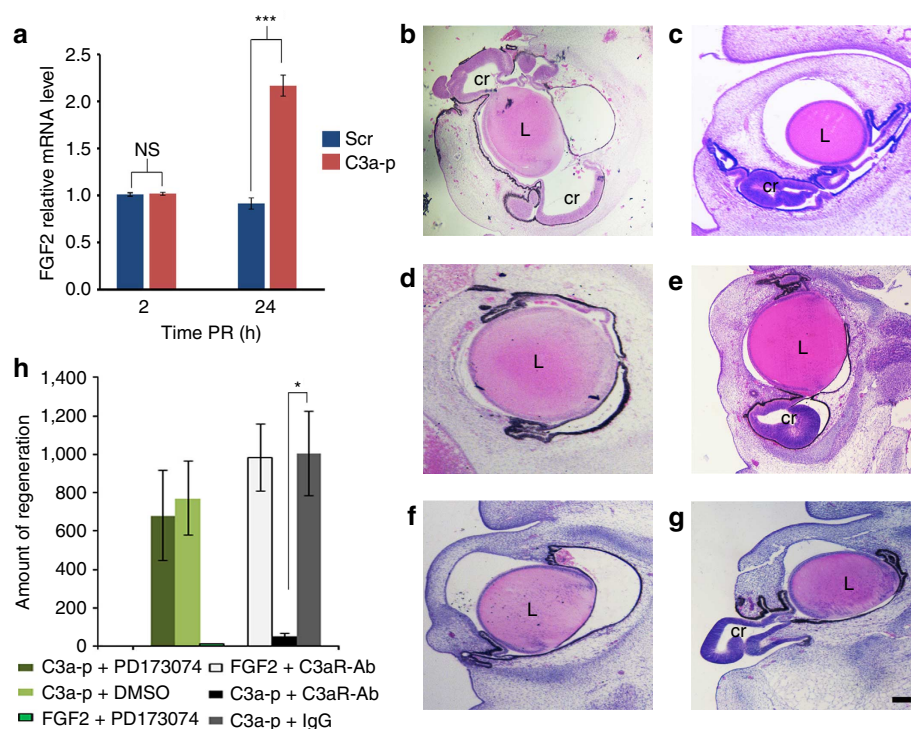 a
FGF2 relative mRNA level
2.5
2.0
1.5
1.0
0.5
0.0
NS
***
Scr
C3a-p
2
24
Time PR (h)
b
cr
L
cr
c
L
cr
d
L
e
L
cr
f
L
g
L
cr
h
Amount of regeneration
1,400
1,200
1,000
800
600
400
200
0
*
C3a-p + PD173074
C3a-p + DMSO
FGF2 + PD173074
FGF2 + C3aR-Ab
C3a-p + C3aR-Ab
C3a-p + IgG